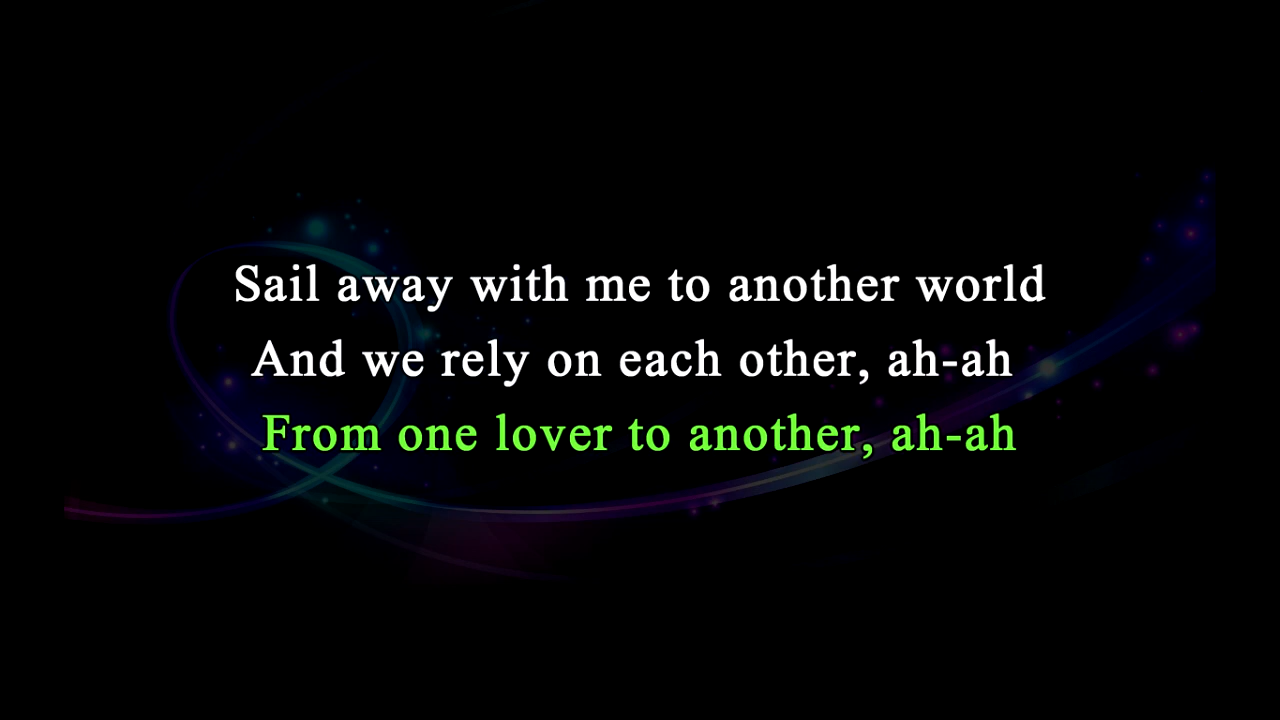 Sail away with me to another world
And we rely on each other, ah-ah
From one lover to another, ah-ah